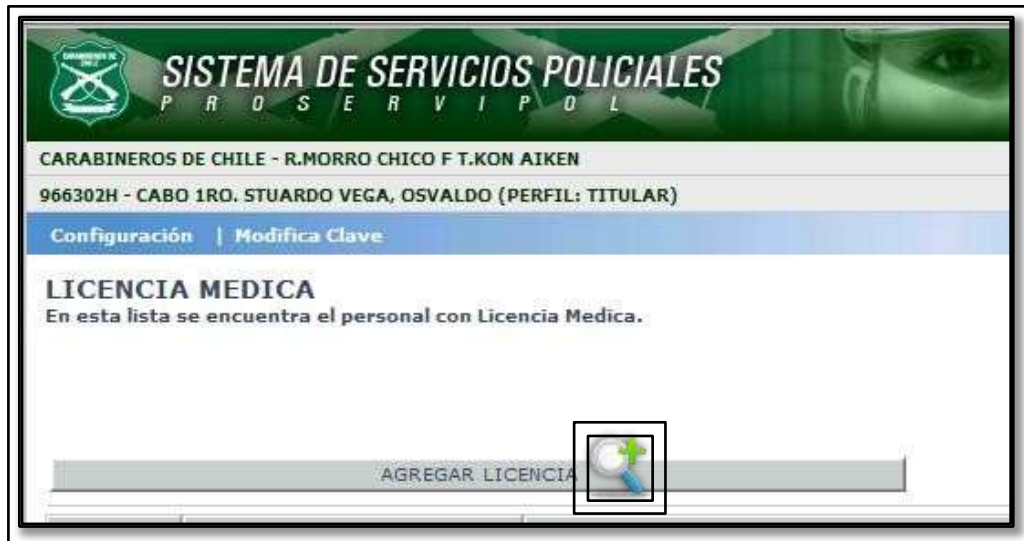 SISTEMA DE SERVICIOS POLICIALES
PROSERVIPOL
CARABINEROS DE CHILE - R.MORRO CHICO F T.KON AIKEN
966302H - CABO 1RO. STUARDO VEGA, OSVALDO (PERFIL: TITULAR)
Configuración | Modifica Clave
LICENCIA MEDICA
En esta lista se encuentra el personal con Licencia Medica.
AGREGAR LICENCIA